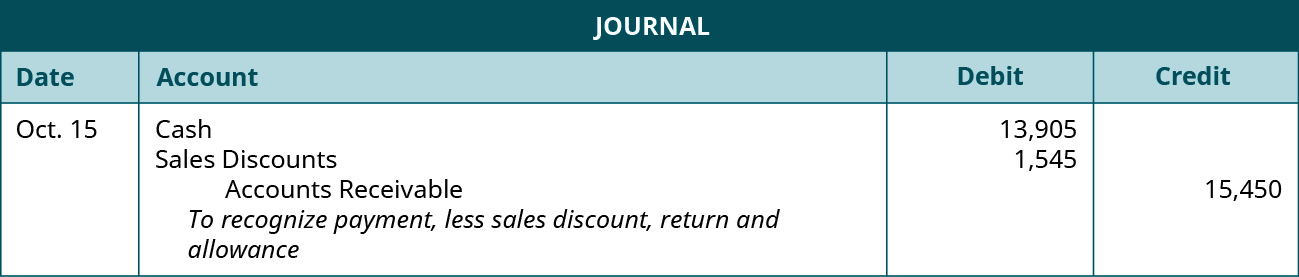 JOURNAL
Date Account Debit Credit
Oct. 15 Cash 13,905
Sales Discounts 1,545
Accounts Receivable 15,450
To recognize payment, less sales discount, return and
allowance